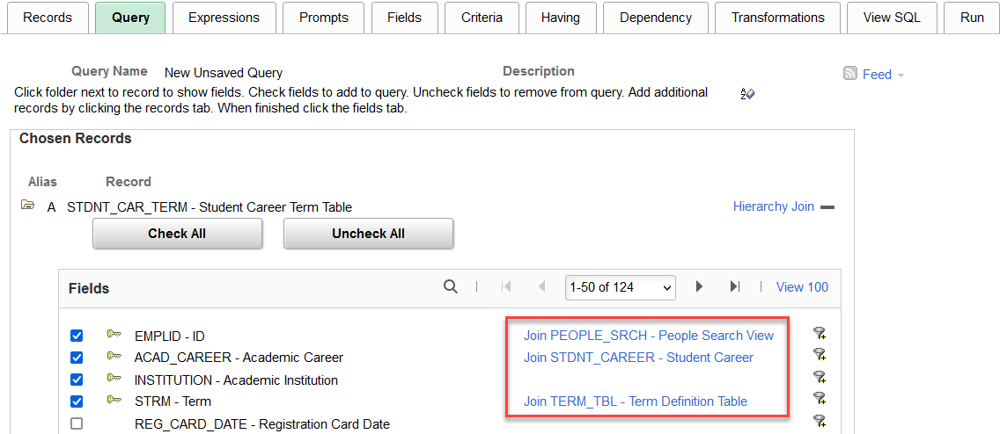 Records Query Expressions Prompts Fields Criteria Having Dependency Transformations View SQL Run
Query Name New Unsaved Query Description Feed
Click folder next to record to show fields. Check fields to add to query. Uncheck fields to remove from query. Add additional
records by clicking the records tab. When finished click the fields tab.
Chosen Records
Alias Record
A STDNT_CAR_TERM - Student Career Term Table Hierarchy Join
Check All Uncheck All
Fields 1-50 of 124 View 100
EMPLID - ID Join PEOPLE_SRCH - People Search View
ACAD_CAREER - Academic Career Join STDNT_CAREER - Student Career
INSTITUTION - Academic Institution
STRM - Term Join TERM_TBL - Term Definition Table
REG_CARD_DATE - Registration Card Date